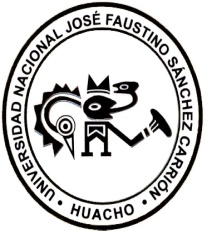 UNIVERSIDAD NACIONAL JOSÉ FAUSTINO SÁNCHEZ CARRIÓN
• HUACHO •